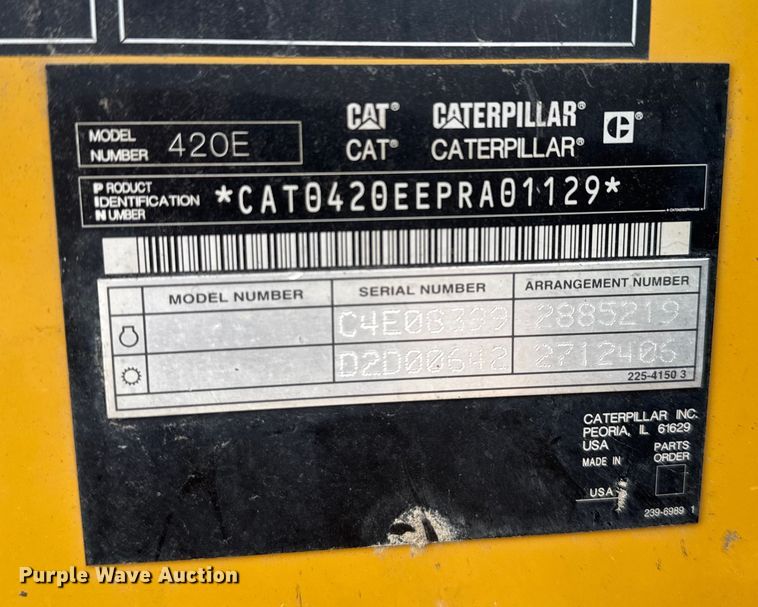 MODEL NUMBER 420E
CAT® CATERPILLAR®
CAT® CATERPILLAR®
PRODUCT IDENTIFICATION NUMBER *CAT0420EEPRA01129*
MODEL NUMBER SERIAL NUMBER ARRANGEMENT NUMBER
C4E08399 2885219
D2D00642 2712406
225-4150 3
CATERPILLAR INC.
PEORIA, IL 61629
USA
MADE IN
PARTS ORDER
USA
239-6989 1
Purple Wave Auction